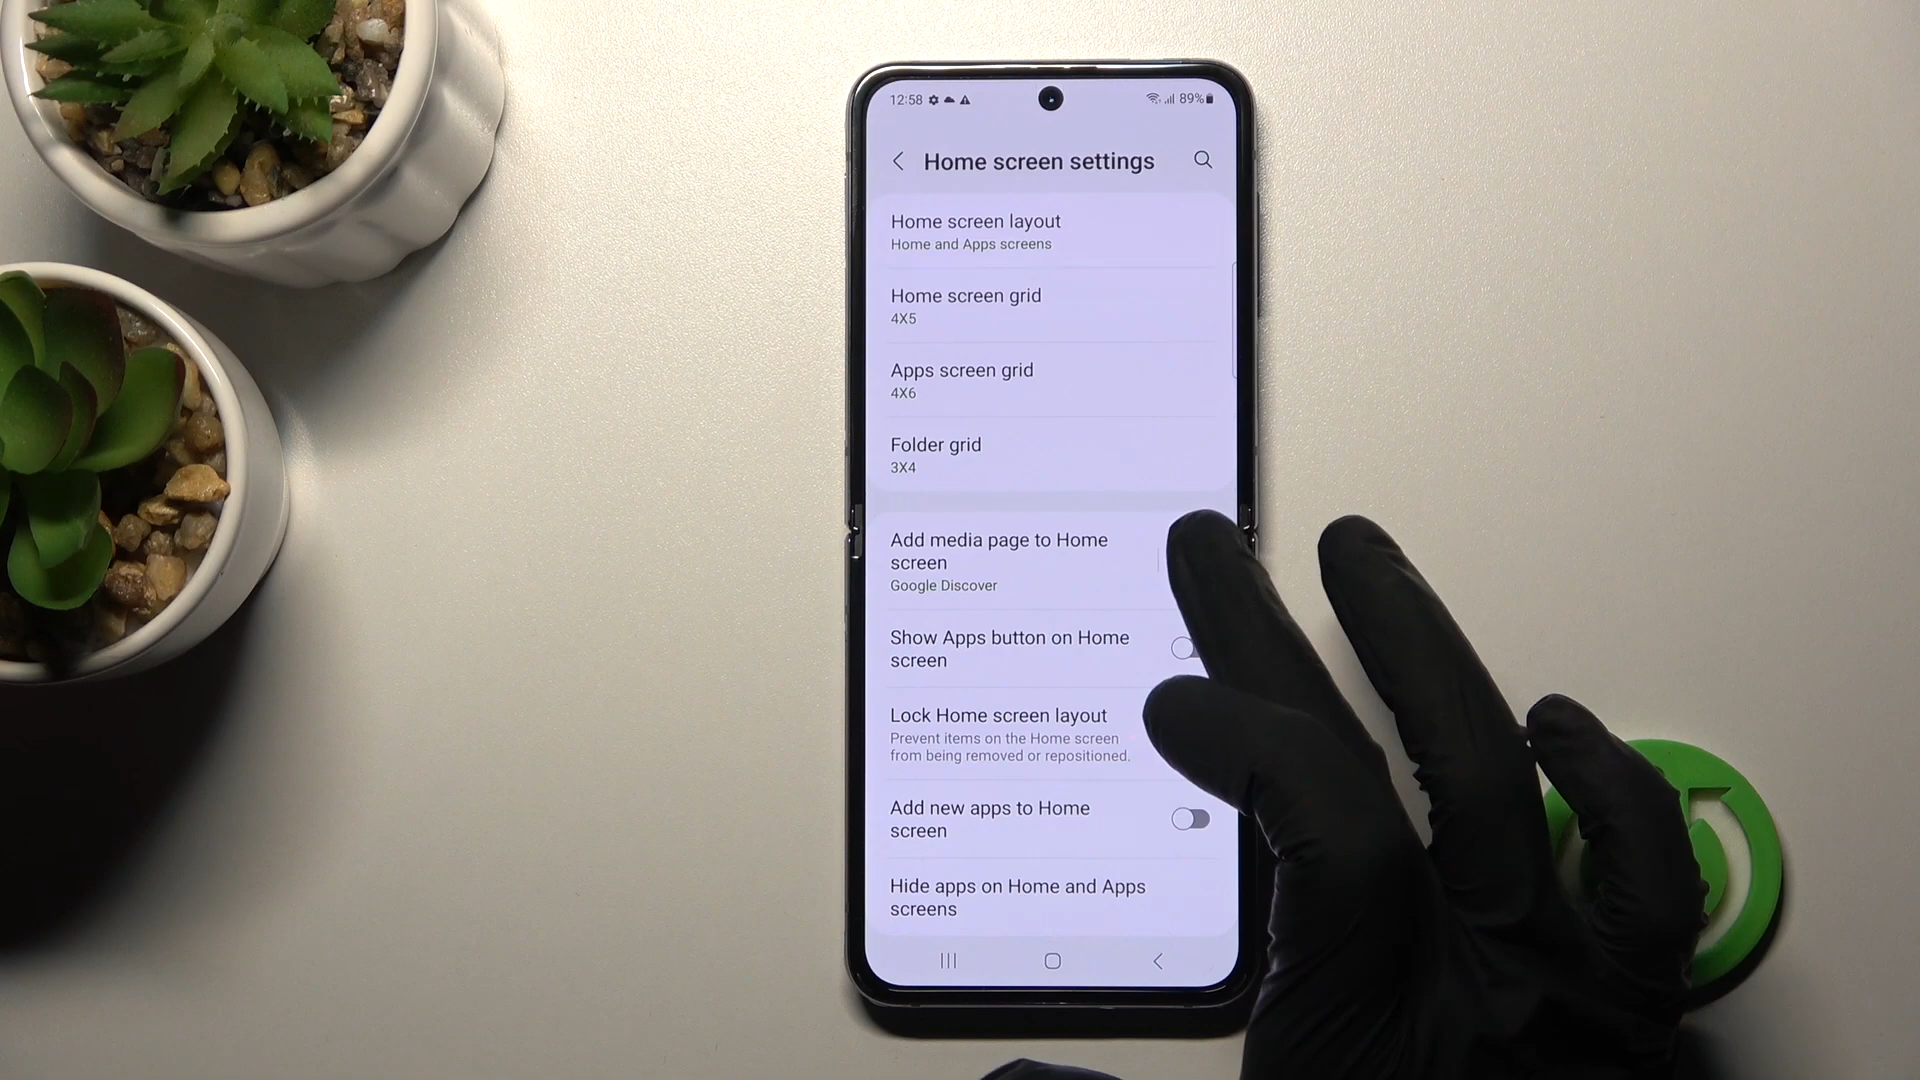 12:58
89%
Home screen settings
Home screen layout
Home and Apps screens
Home screen grid
4X5
Apps screen grid
4X6
Folder grid
3X4
Add media page to Home
screen
Google Discover
Show Apps button on Home
screen
Lock Home screen layout
Prevent items on the Home screen
from being removed or repositioned.
Add new apps to Home
screen
Hide apps on Home and Apps
screens